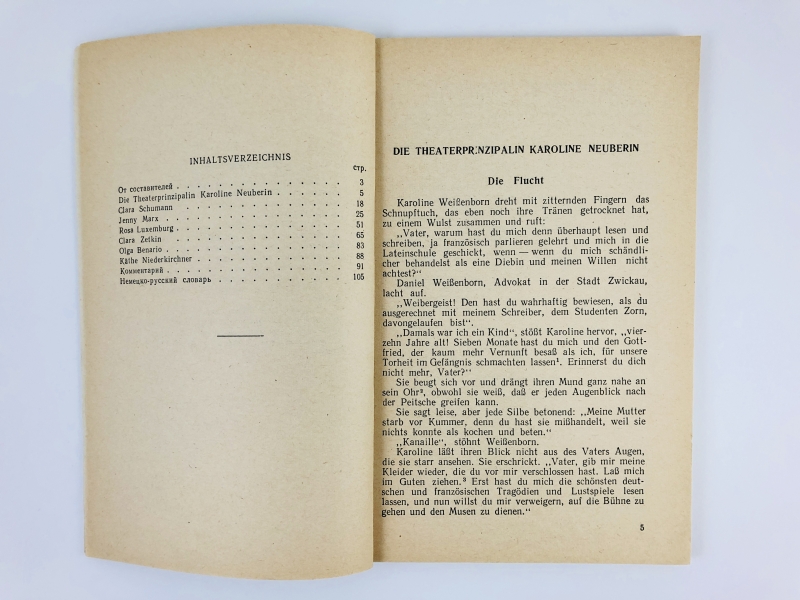 INHALTSVERZEICHNIS
стр.
От составителей . . . . . . . . . . . . . . 3
Die Theaterprinzipalin Karoline Neuberin . . . . . . 5
Clara Schumann . . . . . . . . . . . . . . 18
Jenny Marx . . . . . . . . . . . . . . 25
Rosa Luxemburg . . . . . . . . . . . . . . 51
Clara Zetkin . . . . . . . . . . . . . . 65
Olga Benario . . . . . . . . . . . . . . 83
Käthe Niederkirchner . . . . . . . . . . . . 88
Комментарий . . . . . . . . . . . . . . 91
Немецко-русский словарь . . . . . . . . . . . 105
DIE THEATERPRINZIPALIN KAROLINE NEUBERIN
Die Flucht
Karoline Weißenborn dreht mit zitternden Fingern das
Schnupftuch, das eben noch ihre Tränen getrocknet hat,
zu einem Wulst zusammen und ruft:
„Vater, warum hast du mich denn überhaupt lesen und
schreiben, ja französisch parlieren gelehrt und mich in die
Lateinschule geschickt, wenn — wenn du mich schändli-
cher behandelst als eine Diebin und meinen Willen nicht
achtest?“
Daniel Weißenborn, Advokat in der Stadt Zwickau,
lacht auf.
„Weibergeist! Den hast du wahrhaftig bewiesen, als du
ausgerechnet mit meinem Schreiber, dem Studenten Zorn,
davongelaufen bist“.
„Damals war ich ein Kind“, stößt Karoline hervor, „vier-
zehn Jahre alt! Sieben Monate hast du mich und den Gott-
fried, der kaum mehr Vernunft besaß als ich, für unsere
Torheit im Gefängnis schmachten lassen¹. Erinnerst du dich
nicht mehr, Vater?“
Sie beugt sich vor und drängt ihren Mund ganz nahe an
sein Ohr², obwohl sie weiß, daß er jeden Augenblick nach
der Peitsche greifen kann.
Sie sagt leise, aber jede Silbe betonend: „Meine Mutter
starb vor Kummer, denn du hast sie mißhandelt, weil sie
nichts konnte als kochen und beten.“
„Kanaille“, stöhnt Weißenborn.
Karoline läßt ihren Blick nicht aus des Vaters Augen,
die sie starr ansehen. Sie erschrickt. „Vater, gib mir meine
Kleider wieder, die du vor mir verschlossen hast. Laß mich
im Guten ziehen.³ Erst hast du mich die schönsten deut-
schen und französischen Tragödien und Lustspiele lesen
lassen, und nun willst du mir verweigern, auf die Bühne zu
gehen und den Musen zu dienen.“
5